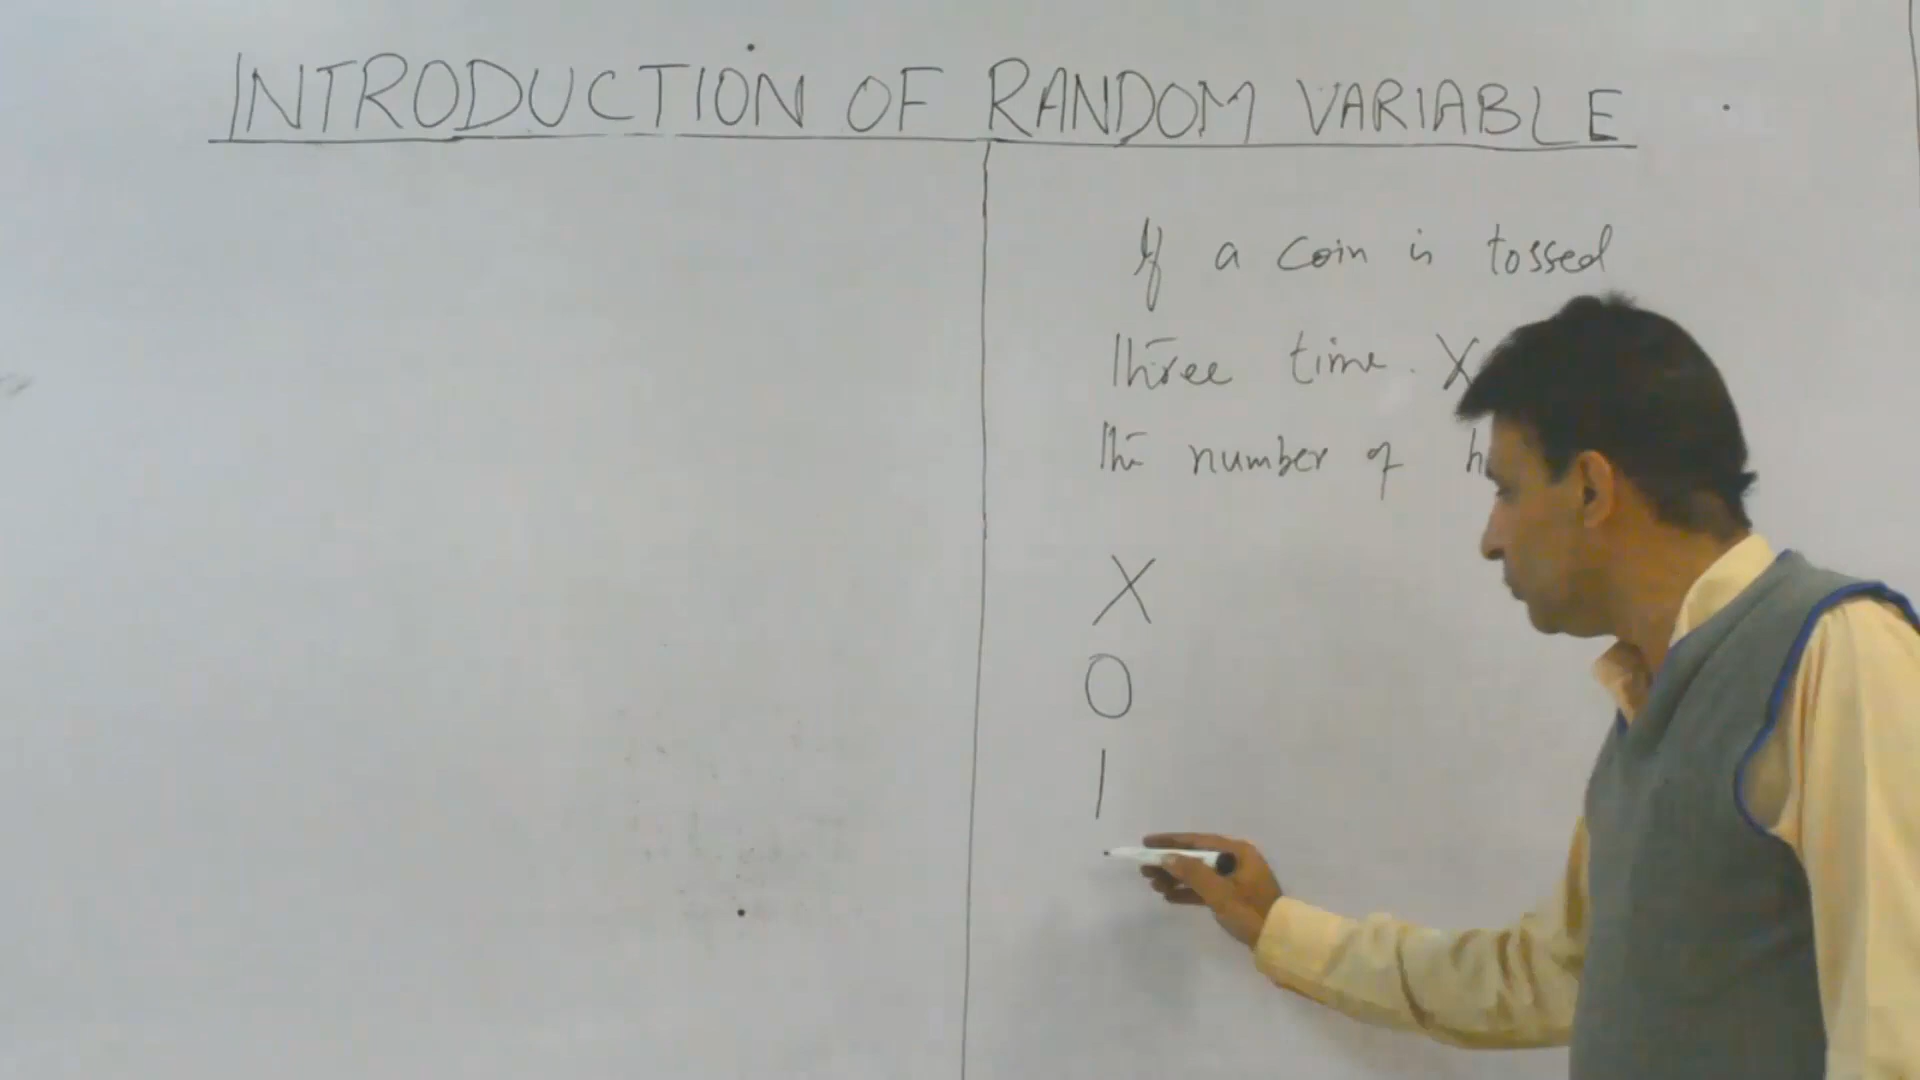 INTRODUCTION OF RANDOM VARIABLE
If a coin is tossed
three time. X
the number of
X
0
1